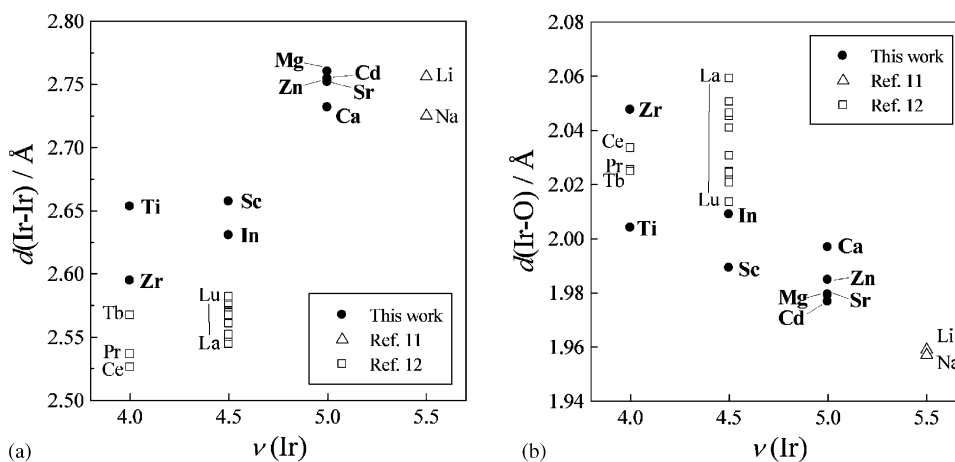 2.80
2.75
2.70
2.65
2.60
2.55
2.50
d(Ir-Ir) / Å
Mg
Cd
Zn
Sr
Ca
Li
Na
Ti
Sc
In
Zr
Tb
Pr
Ce
Lu
La
This work
Ref. 11
Ref. 12
4.0 4.5 5.0 5.5
(a)
ν (Ir)
2.08
2.06
2.04
2.02
2.00
1.98
1.96
1.94
d(Ir-O) / Å
This work
Ref. 11
Ref. 12
La
Zr
Ce
Pr
Tb
Lu
In
Ti
Sc
Ca
Zn
Mg
Sr
Cd
Li
Na
4.0 4.5 5.0 5.5
(b)
ν (Ir)